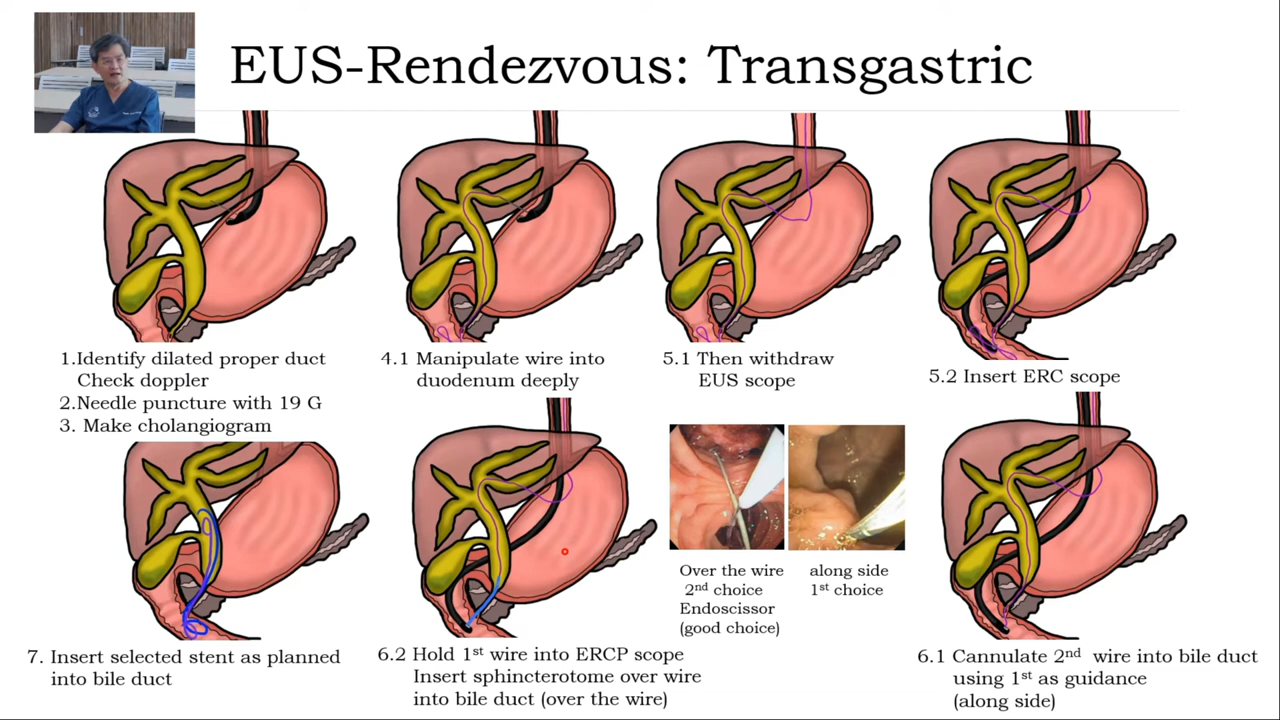 EUS-Rendezvous: Transgastric
1.Identify dilated proper duct
Check doppler
2.Needle puncture with 19 G
3. Make cholangiogram
4.1 Manipulate wire into
duodenum deeply
5.1 Then withdraw
EUS scope
5.2 Insert ERC scope
7. Insert selected stent as planned
into bile duct
6.2 Hold 1st wire into ERCP scope
Insert sphincterotome over wire
into bile duct (over the wire)
Over the wire
2nd choice
Endoscissor
(good choice)
along side
1st choice
6.1 Cannulate 2nd wire into bile duct
using 1st as guidance
(along side)